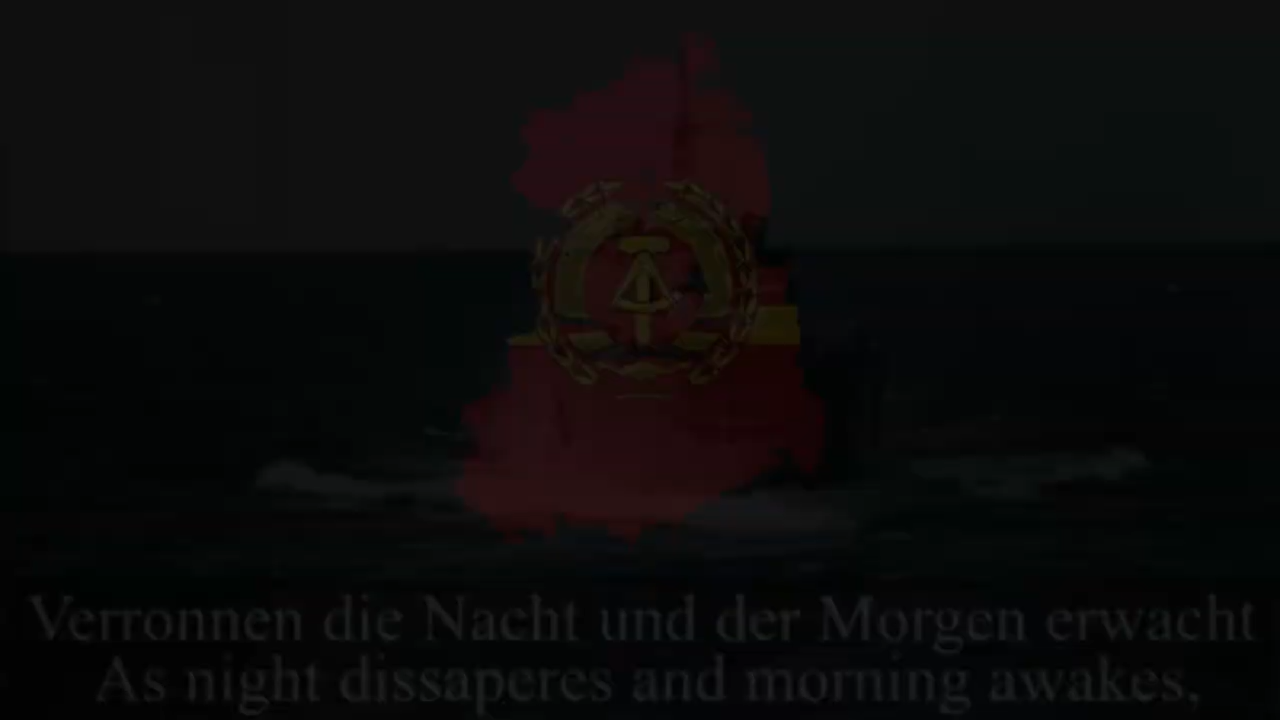 Verronnen die Nacht und der Morgen erwacht
As night dissaperes and morning awakes,